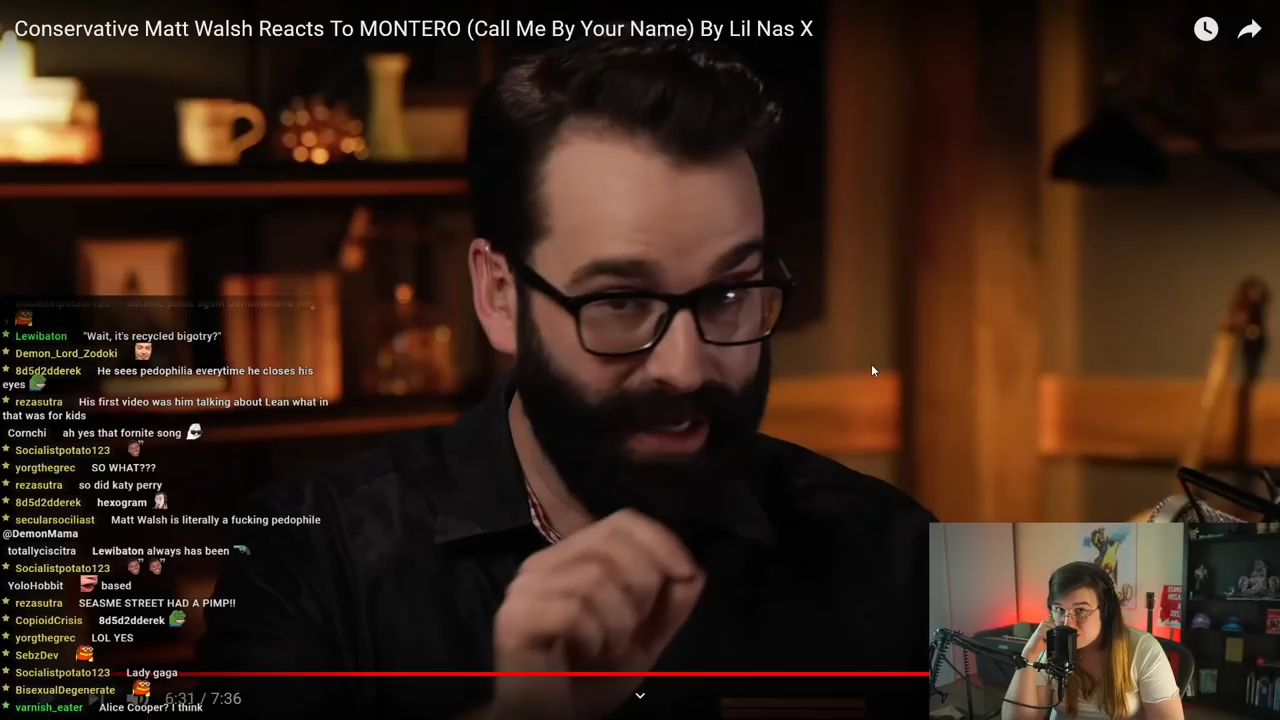 Conservative Matt Walsh Reacts To MONTERO (Call Me By Your Name) By Lil Nas X
Socialistpotato123
Lewibaton "Wait, it's recycled bigotry?"
Demon_Lord_Zodoki
8d5d2dderek He sees pedophilia everytime he closes his
eyes
rezasutra His first video was him talking about Lean what in
that was for kids
Cornchi ah yes that fornite song
Socialistpotato123
yorgthegrec SO WHAT???
rezasutra so did katy perry
8d5d2dderek hexogram
secularsociliast Matt Walsh is literally a fucking pedophile
@DemonMama
totallyciscitra Lewibaton always has been
Socialistpotato123
YoloHobbit based
rezasutra SEASME STREET HAD A PIMP!!
CopioidCrisis 8d5d2dderek
yorgthegrec LOL YES
SebzDev
Socialistpotato123 Lady gaga
BisexualDegenerate
6:31 / 7:36
varnish_eater Alice Cooper? I think